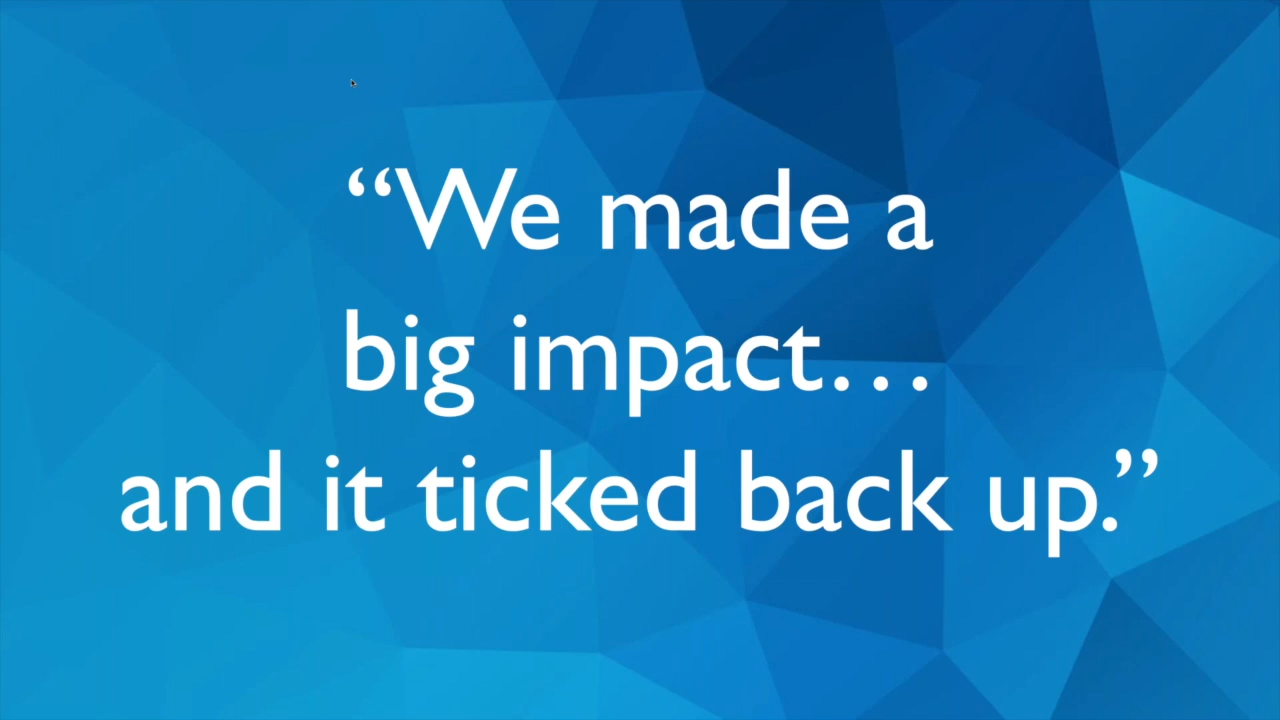 “We made a
big impact…
and it ticked back up.”